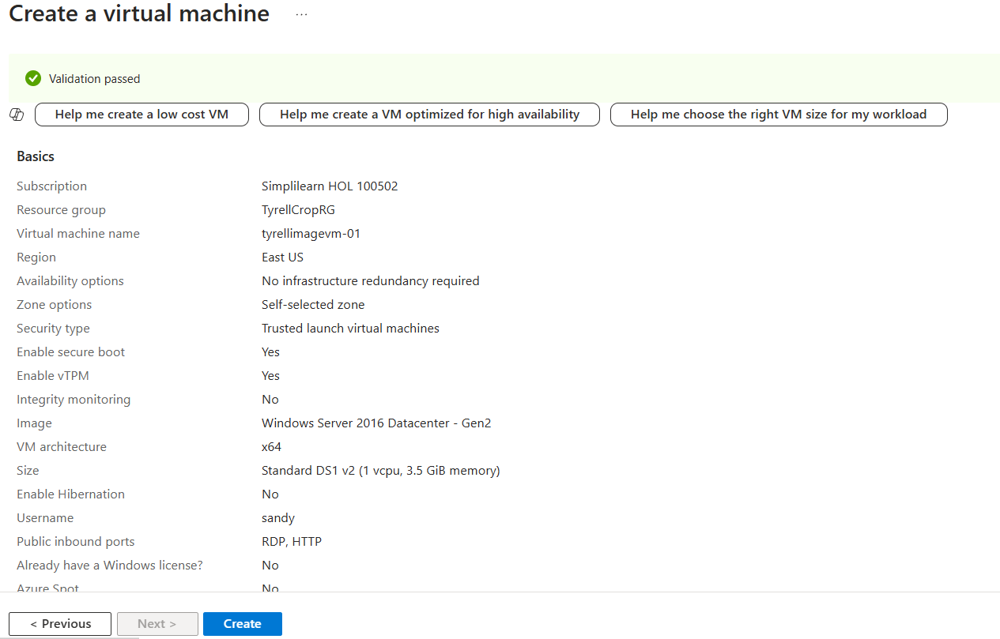 Create a virtual machine ...
Validation passed
Help me create a low cost VM Help me create a VM optimized for high availability Help me choose the right VM size for my workload
Basics
Subscription Simplilearn HOL 100502
Resource group TyrellCropRG
Virtual machine name tyrellimagevm-01
Region East US
Availability options No infrastructure redundancy required
Zone options Self-selected zone
Security type Trusted launch virtual machines
Enable secure boot Yes
Enable vTPM Yes
Integrity monitoring No
Image Windows Server 2016 Datacenter - Gen2
VM architecture x64
Size Standard DS1 v2 (1 vcpu, 3.5 GiB memory)
Enable Hibernation No
Username sandy
Public inbound ports RDP, HTTP
Already have a Windows license? No
Azure Spot No
< Previous Next > Create